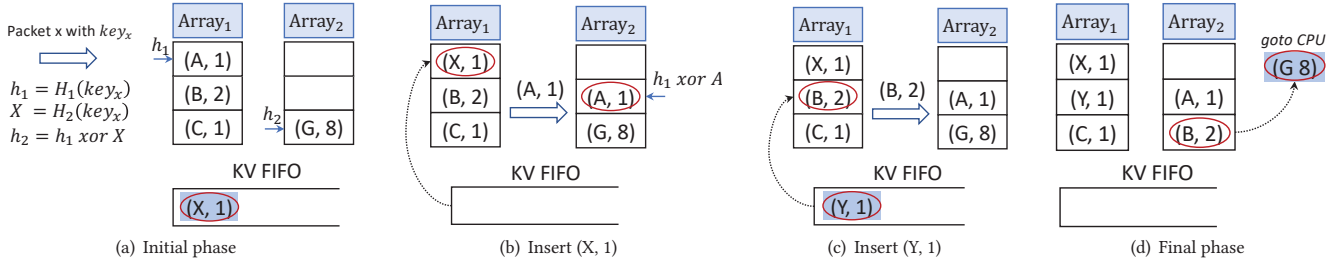 Packet x with key_x
h_1 = H_1(key_x)
X = H_2(key_x)
h_2 = h_1 xor X
Array_1
Array_2
h_1
(A, 1)
(B, 2)
(C, 1)
h_2
(G, 8)
KV FIFO
(X, 1)
(a) Initial phase
Array_1
Array_2
(X, 1)
(B, 2)
(C, 1)
(A, 1)
(A, 1)
(G, 8)
h_1 xor A
KV FIFO
(b) Insert (X, 1)
Array_1
Array_2
(X, 1)
(B, 2)
(C, 1)
(B, 2)
(A, 1)
(G, 8)
KV FIFO
(Y, 1)
(c) Insert (Y, 1)
Array_1
Array_2
(X, 1)
(Y, 1)
(C, 1)
(A, 1)
(B, 2)
goto CPU
(G 8)
KV FIFO
(d) Final phase